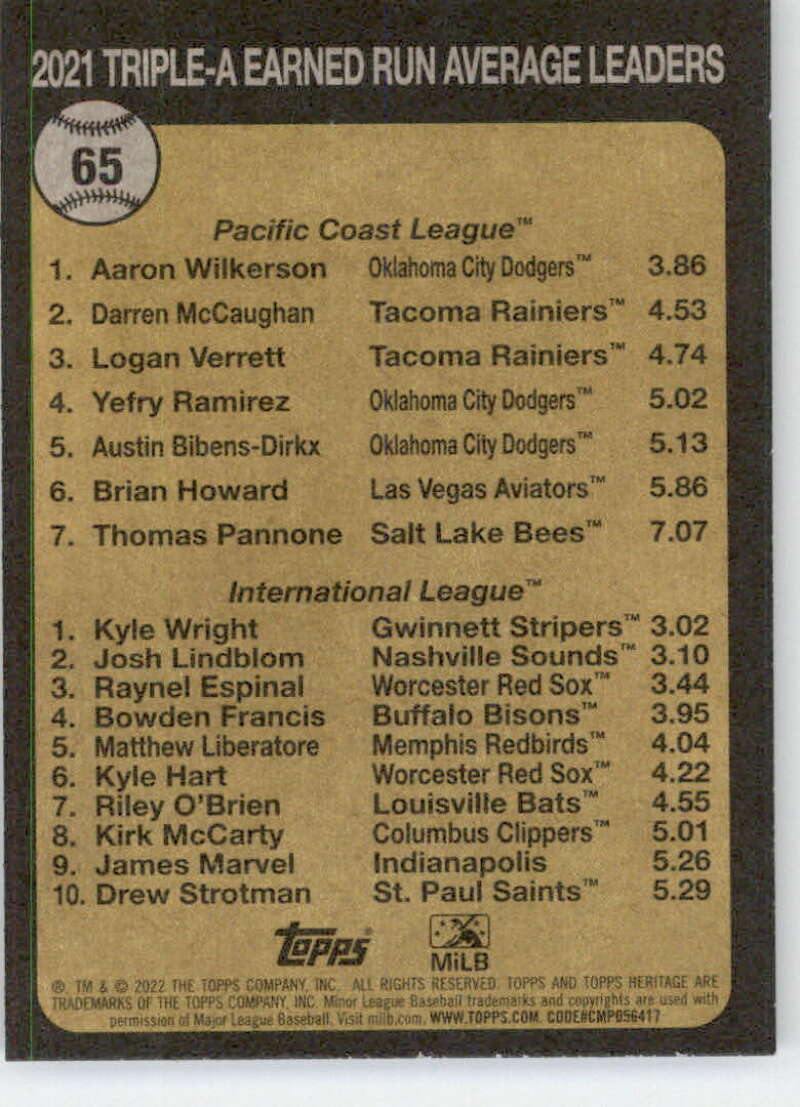 2021 TRIPLE-A EARNED RUN AVERAGE LEADERS
65
Pacific Coast League™
1. Aaron Wilkerson Oklahoma City Dodgers™ 3.86
2. Darren McCaughan Tacoma Rainiers™ 4.53
3. Logan Verrett Tacoma Rainiers™ 4.74
4. Yefry Ramirez Oklahoma City Dodgers™ 5.02
5. Austin Bibens-Dirkx Oklahoma City Dodgers™ 5.13
6. Brian Howard Las Vegas Aviators™ 5.86
7. Thomas Pannone Salt Lake Bees™ 7.07
International League™
1. Kyle Wright Gwinnett Stripers™ 3.02
2. Josh Lindblom Nashville Sounds™ 3.10
3. Raynel Espinal Worcester Red Sox™ 3.44
4. Bowden Francis Buffalo Bisons™ 3.95
5. Matthew Liberatore Memphis Redbirds™ 4.04
6. Kyle Hart Worcester Red Sox™ 4.22
7. Riley O'Brien Louisville Bats™ 4.55
8. Kirk McCarty Columbus Clippers™ 5.01
9. James Marvel Indianapolis 5.26
10. Drew Strotman St. Paul Saints™ 5.29
Topps® MiLB
® TM & © 2022 THE TOPPS COMPANY, INC. ALL RIGHTS RESERVED. TOPPS AND TOPPS HERITAGE ARE
TRADEMARKS OF THE TOPPS COMPANY, INC. Minor League Baseball trademarks and copyrights are used with
permission of Major League Baseball. Visit milb.com. WWW.TOPPS.COM. CODE#CMP056417